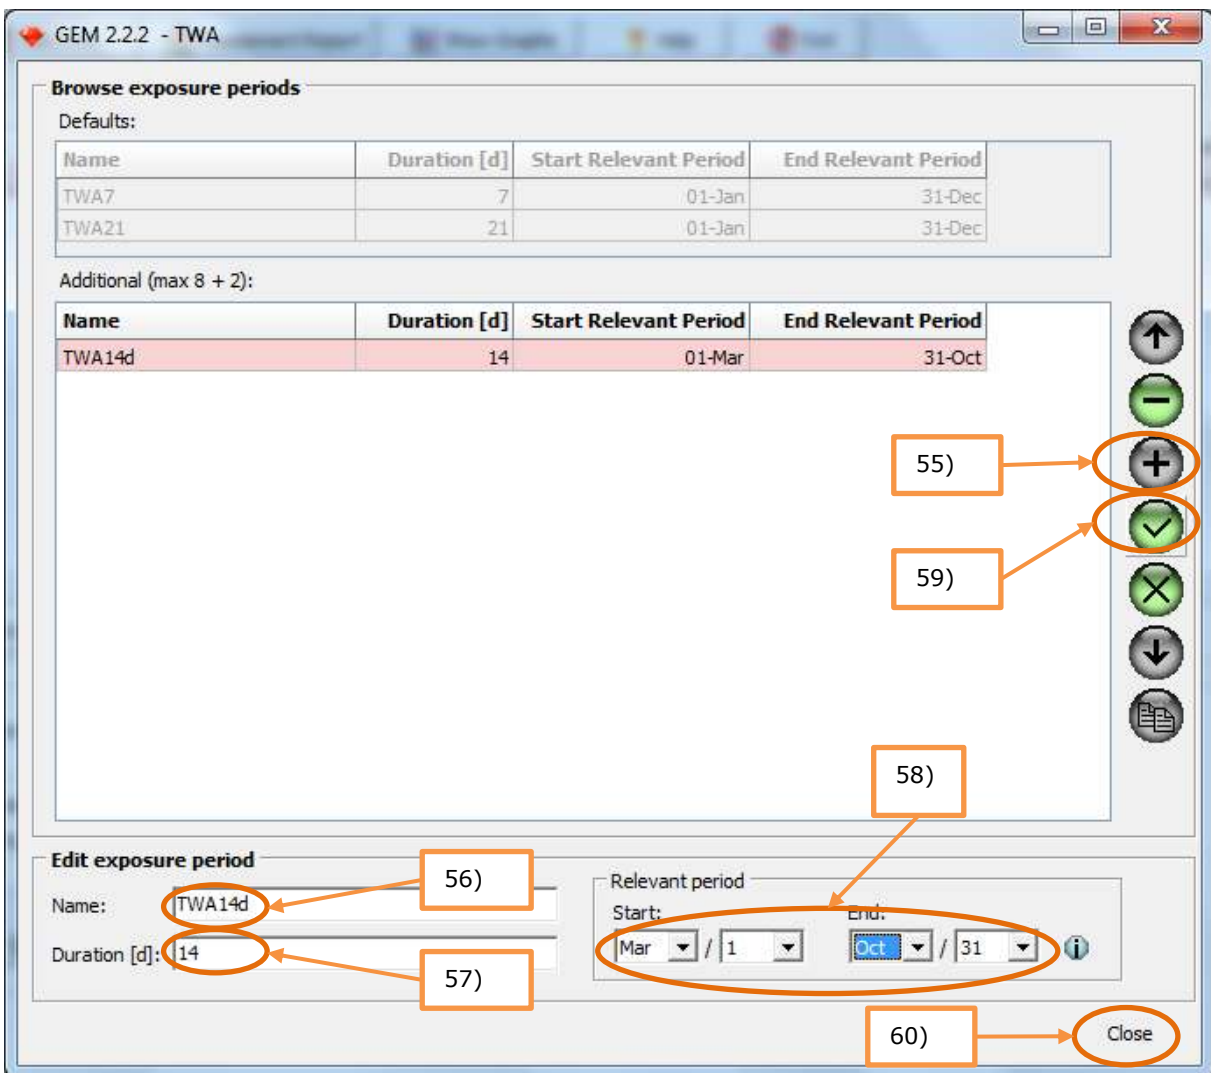 GEM 2.2.2 - TWA
Browse exposure periods
Defaults:
Name Duration [d] Start Relevant Period End Relevant Period
TWA7 7 01-Jan 31-Dec
TWA21 21 01-Jan 31-Dec
Additional (max 8 + 2):
Name Duration [d] Start Relevant Period End Relevant Period
TWA14d 14 01-Mar 31-Oct
55)
59)
58)
Edit exposure period
56)
Relevant period
Name: TWA14d
Start: End:
Duration [d]: 14
Mar / 1 Oct / 31
57)
60)
Close